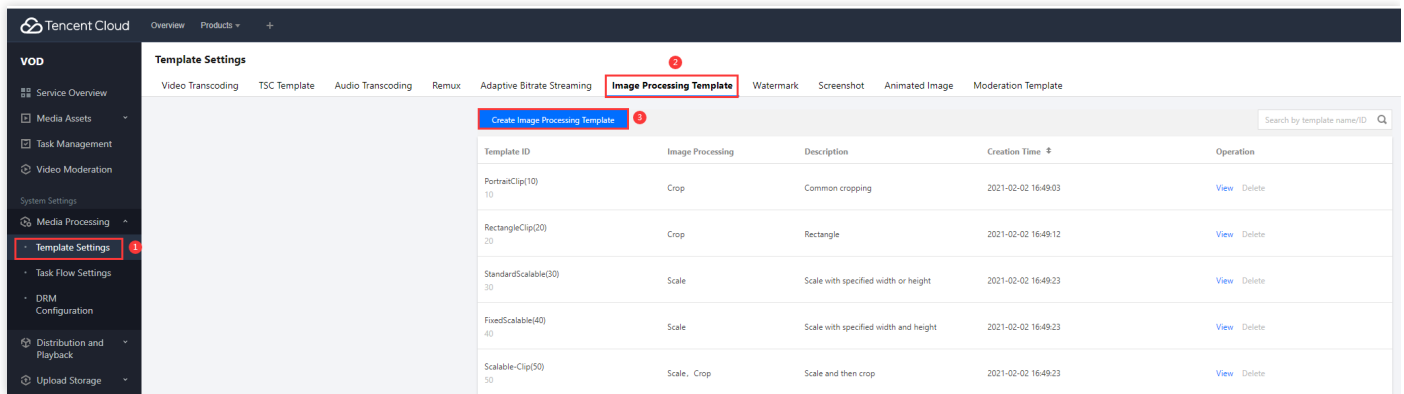 Tencent Cloud Overview Products +
VOD
Service Overview
Media Assets
Task Management
Video Moderation
System Settings
Media Processing
Template Settings 1
Task Flow Settings
DRM
Configuration
Distribution and
Playback
Upload Storage
Template Settings
2
Video Transcoding TSC Template Audio Transcoding Remux Adaptive Bitrate Streaming Image Processing Template Watermark Screenshot Animated Image Moderation Template
Create Image Processing Template 3 Search by template name/ID
Template ID Image Processing Description Creation Time Operation
PortraitClip(10)
10
Crop Common cropping 2021-02-02 16:49:03 View Delete
RectangleClip(20)
20
Crop Rectangle 2021-02-02 16:49:12 View Delete
StandardScalable(30)
30
Scale Scale with specified width or height 2021-02-02 16:49:23 View Delete
FixedScalable(40)
40
Scale Scale with specified width and height 2021-02-02 16:49:23 View Delete
Scalable-Clip(50)
50
Scale，Crop Scale and then crop 2021-02-02 16:49:23 View Delete